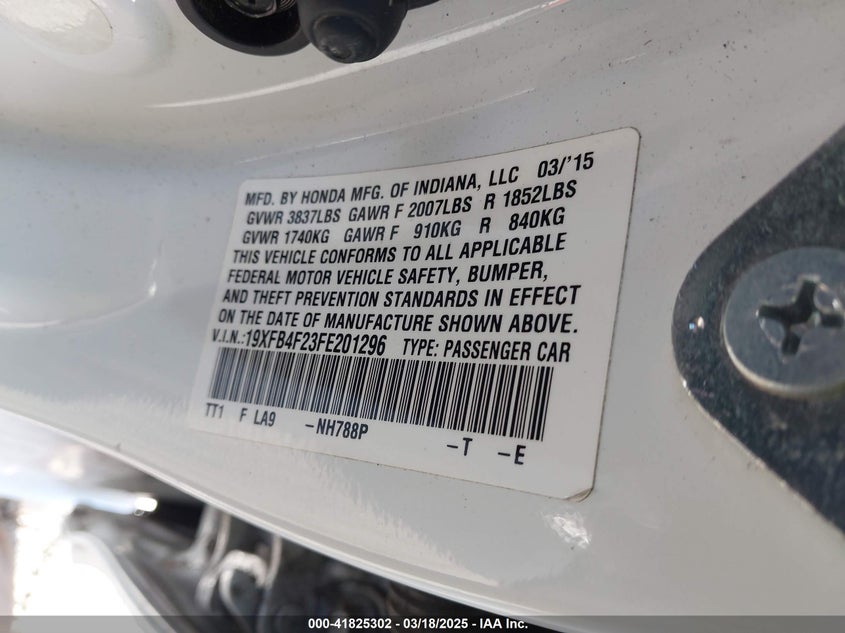 MFD. BY HONDA MFG. OF INDIANA, LLC 03/'15
GVWR 3837LBS GAWR F 2007LBS R 1852LBS
GVWR 1740KG GAWR F 910KG R 840KG
THIS VEHICLE CONFORMS TO ALL APPLICABLE
FEDERAL MOTOR VEHICLE SAFETY, BUMPER,
AND THEFT PREVENTION STANDARDS IN EFFECT
ON THE DATE OF MANUFACTURE SHOWN ABOVE.
V.I.N.:19XFB4F23FE201296 TYPE: PASSENGER CAR
TT1 F LA9 -NH788P -T -E
000-41825302 - 03/18/2025 - IAA Inc.